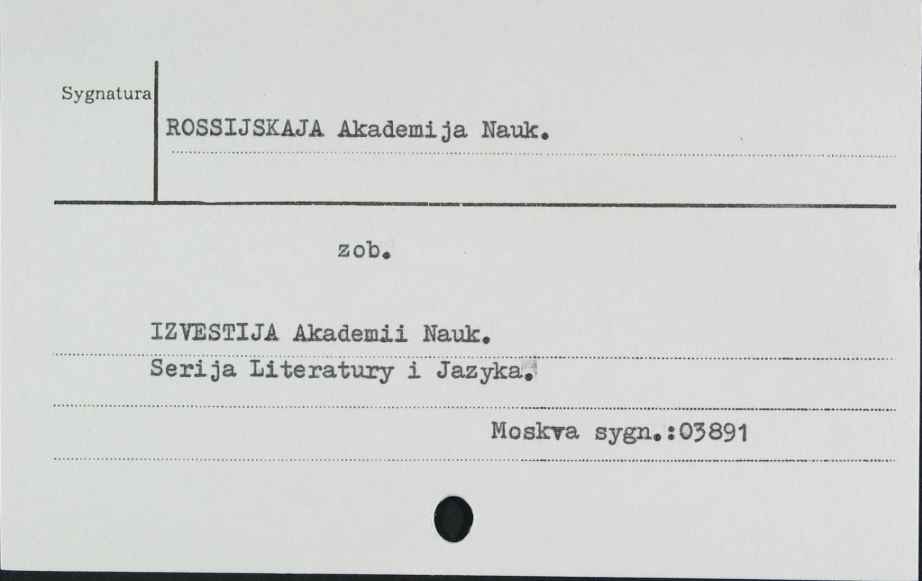 Sygnatura
ROSSIJSKAJA Akademija Nauk.
zob.
IZVESTIJA Akademii Nauk.
Serija Literatury i Jazyka.
Moskva sygn.:03891